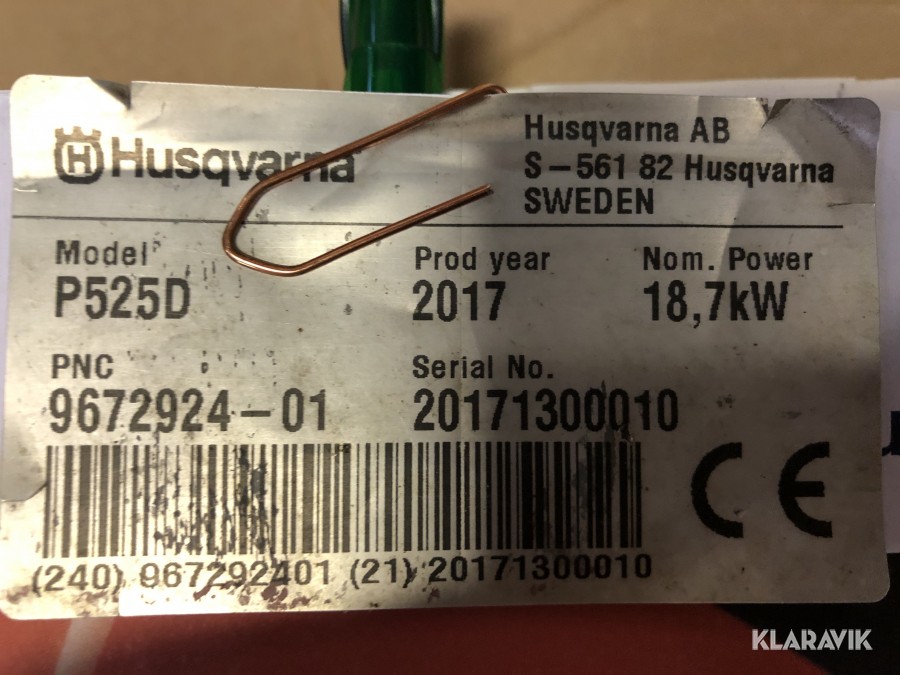 Husqvarna
Husqvarna AB
S-561 82 Husqvarna
SWEDEN
Model Prod year Nom. Power
P525D 2017 18,7kW
PNC Serial No.
9672924-01 20171300010
CE
(240) 967292401 (21) 20171300010
KLARAVIK